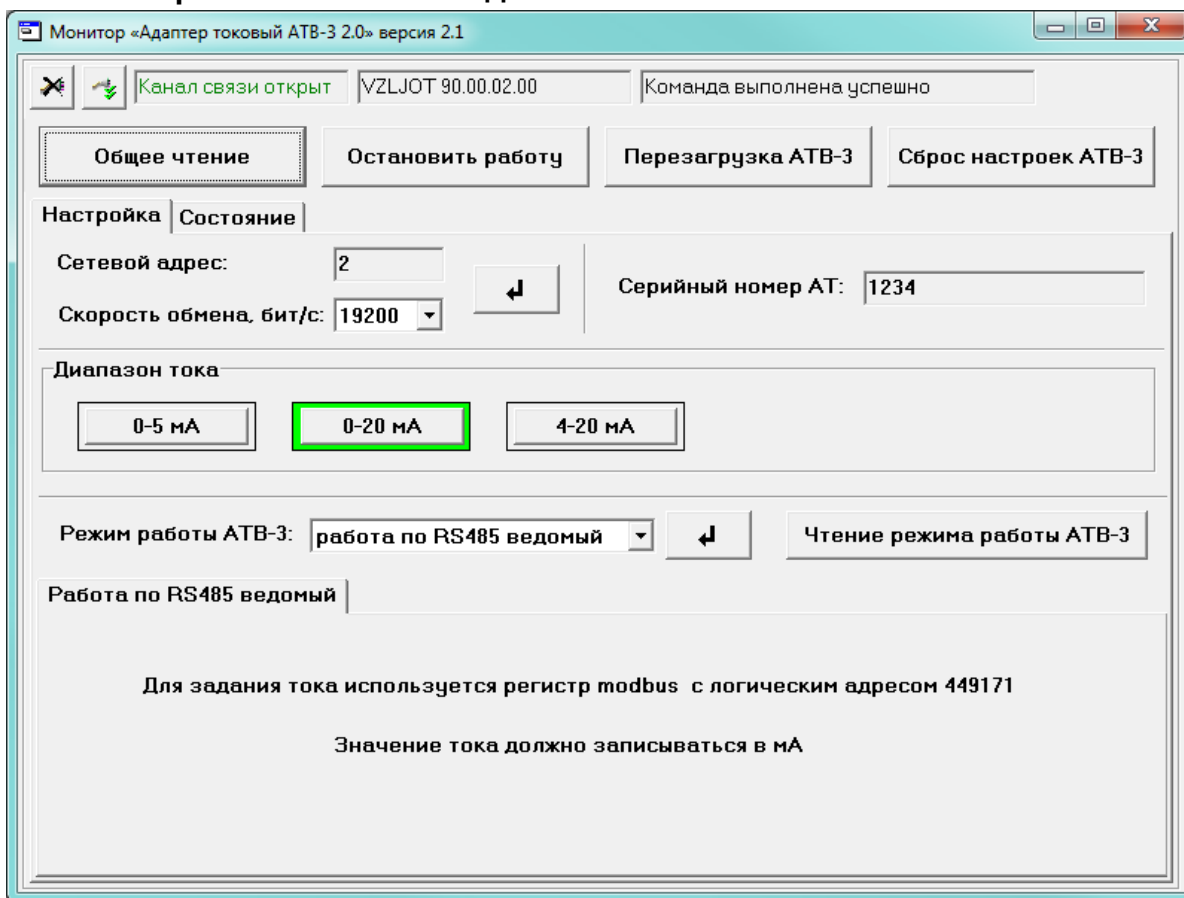 Монитор «Адаптер токовый АТВ-3 2.0» версия 2.1
Канал связи открыт VZLJOT 90.00.02.00 Команда выполнена успешно
Общее чтение Остановить работу Перезагрузка АТВ-3 Сброс настроек АТВ-3
Настройка Состояние
Сетевой адрес: 2
Серийный номер АТ: 1234
Скорость обмена, бит/с: 19200
Диапазон тока
0-5 мА 0-20 мА 4-20 мА
Режим работы АТВ-3: работа по RS485 ведомый Чтение режима работы АТВ-3
Работа по RS485 ведомый
Для задания тока используется регистр modbus с логическим адресом 449171
Значение тока должно записываться в мА